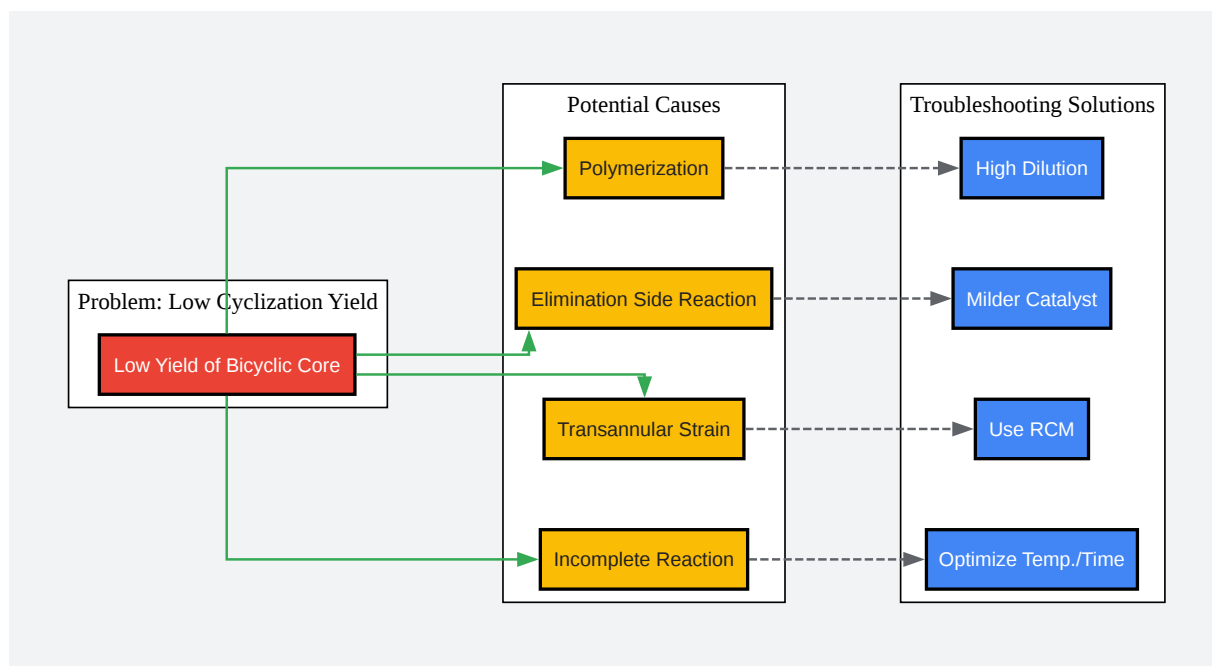 Problem: Low Cyclization Yield
Low Yield of Bicyclic Core
Potential Causes
Polymerization
Elimination Side Reaction
Transannular Strain
Incomplete Reaction
Troubleshooting Solutions
High Dilution
Milder Catalyst
Use RCM
Optimize Temp./Time